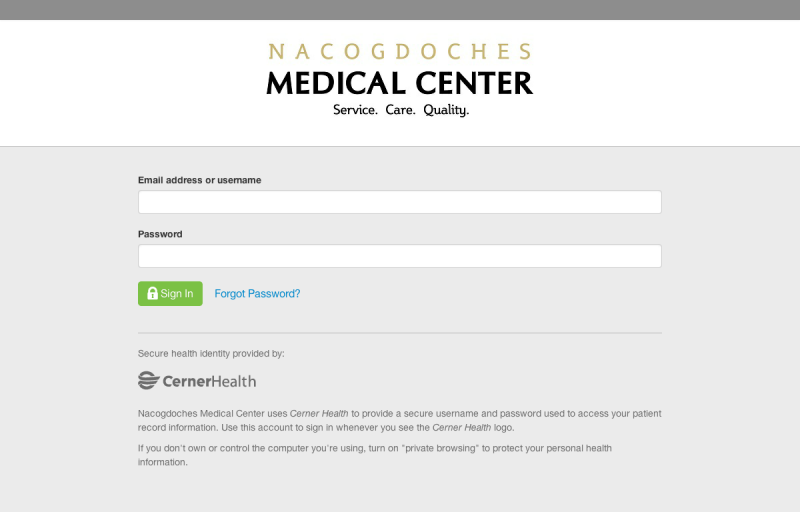 NACOGDOCHES
MEDICAL CENTER
Service. Care. Quality.
Email address or username
Password
Sign In Forgot Password?
Secure health identity provided by:
CernerHealth
Nacogdoches Medical Center uses Cerner Health to provide a secure username and password used to access your patient
record information. Use this account to sign in whenever you see the Cerner Health logo.
If you don't own or control the computer you're using, turn on "private browsing" to protect your personal health
information.